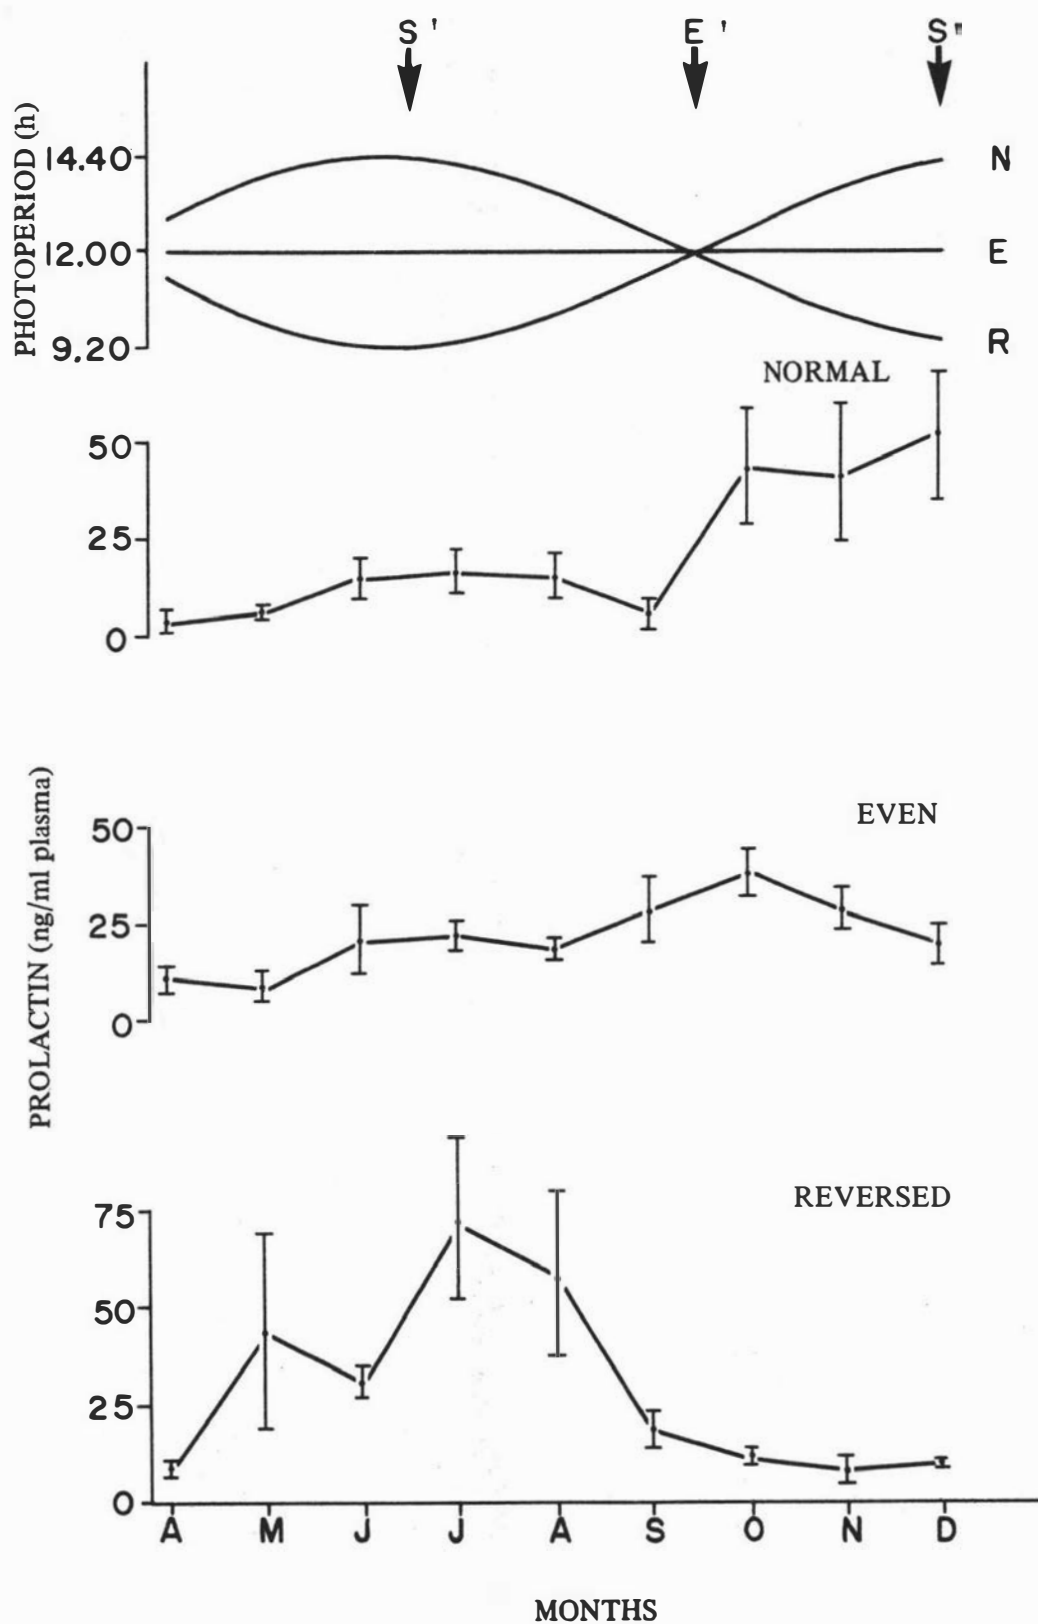 S' E' S"
PHOTOPERIOD (h)
14.40 N
12.00 E
9.20 R
NORMAL
50
25
0
PROLACTIN (ng/ml plasma)
EVEN
50
25
0
REVERSED
75
50
25
0
A M J J A S O N D
MONTHS